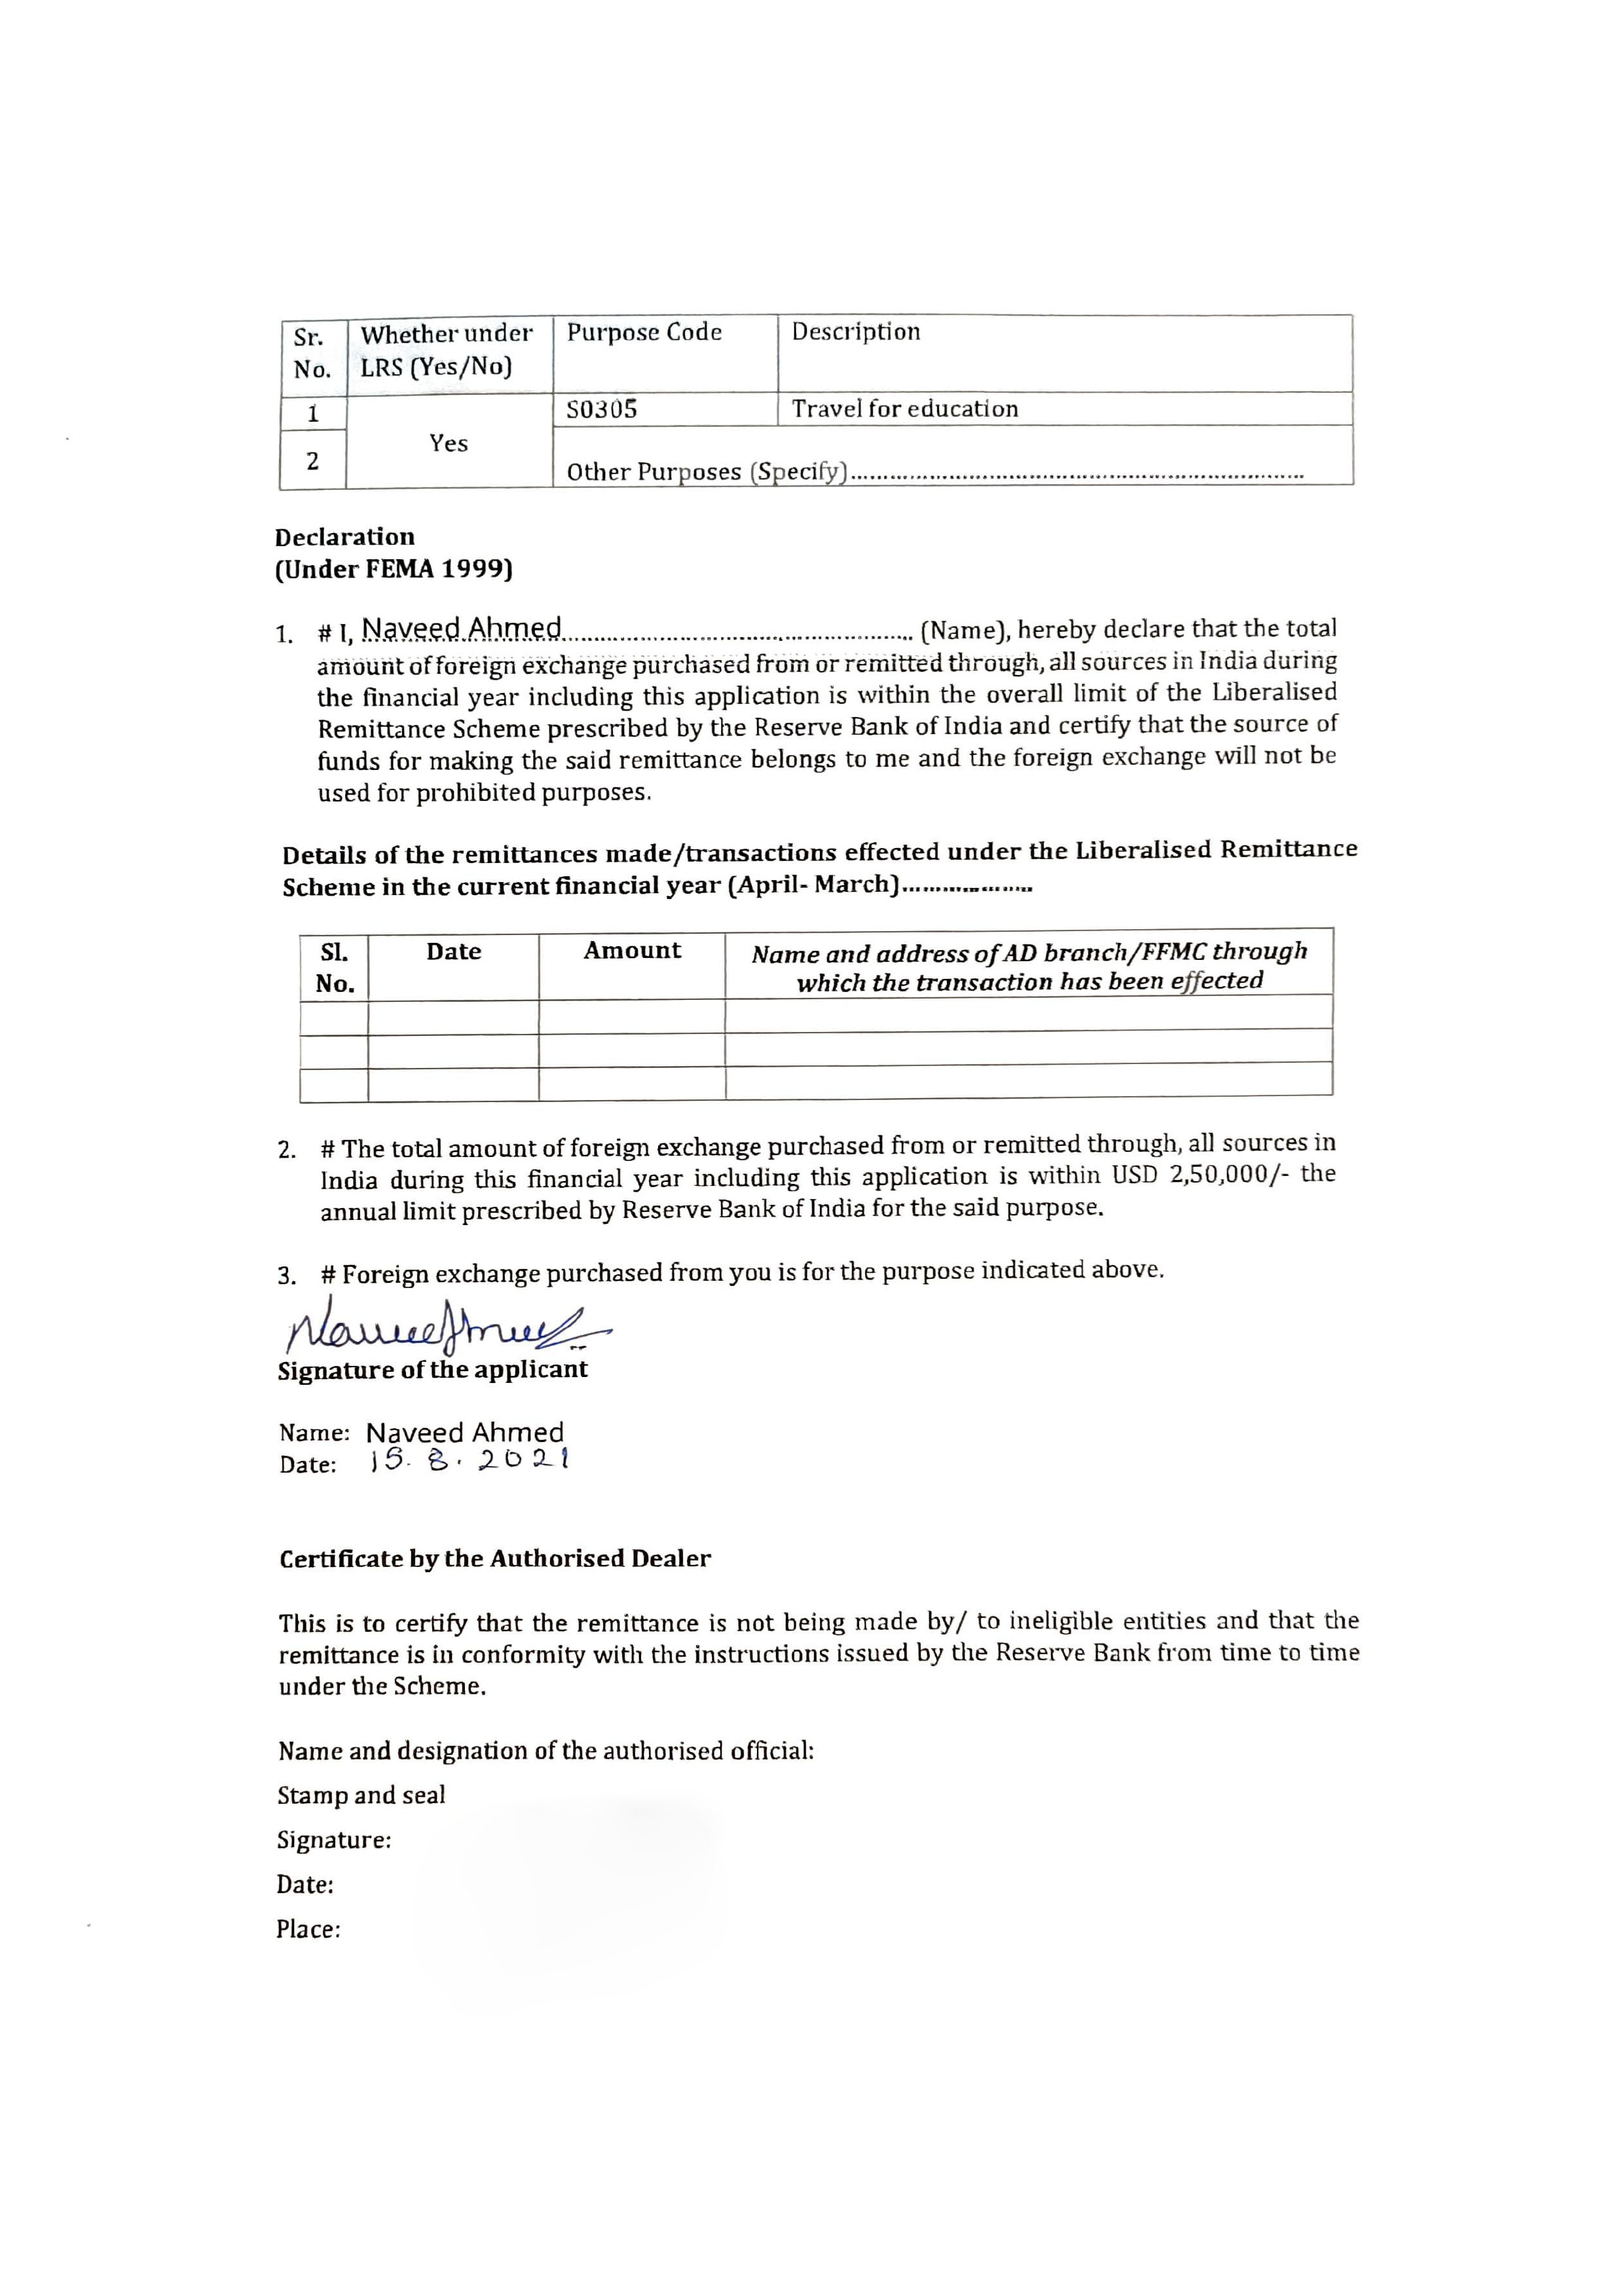 Sr. No. Whether under LRS (Yes/No) Purpose Code Description
1 Yes S0305 Travel for education
2 Other Purposes (Specify)................................................................................
Declaration
(Under FEMA 1999)
1. # I, Naveed Ahmed.......................................................... (Name), hereby declare that the total
amount of foreign exchange purchased from or remitted through, all sources in India during
the financial year including this application is within the overall limit of the Liberalised
Remittance Scheme prescribed by the Reserve Bank of India and certify that the source of
funds for making the said remittance belongs to me and the foreign exchange will not be
used for prohibited purposes.
Details of the remittances made/transactions effected under the Liberalised Remittance
Scheme in the current financial year (April- March)....................
Sl. No. Date Amount Name and address of AD branch/FFMC through which the transaction has been effected
2. # The total amount of foreign exchange purchased from or remitted through, all sources in
India during this financial year including this application is within USD 2,50,000/- the
annual limit prescribed by Reserve Bank of India for the said purpose.
3. # Foreign exchange purchased from you is for the purpose indicated above.
Signature of the applicant
Name: Naveed Ahmed
Date: 15. 8. 2021
Certificate by the Authorised Dealer
This is to certify that the remittance is not being made by/ to ineligible entities and that the
remittance is in conformity with the instructions issued by the Reserve Bank from time to time
under the Scheme.
Name and designation of the authorised official:
Stamp and seal
Signature:
Date:
Place: